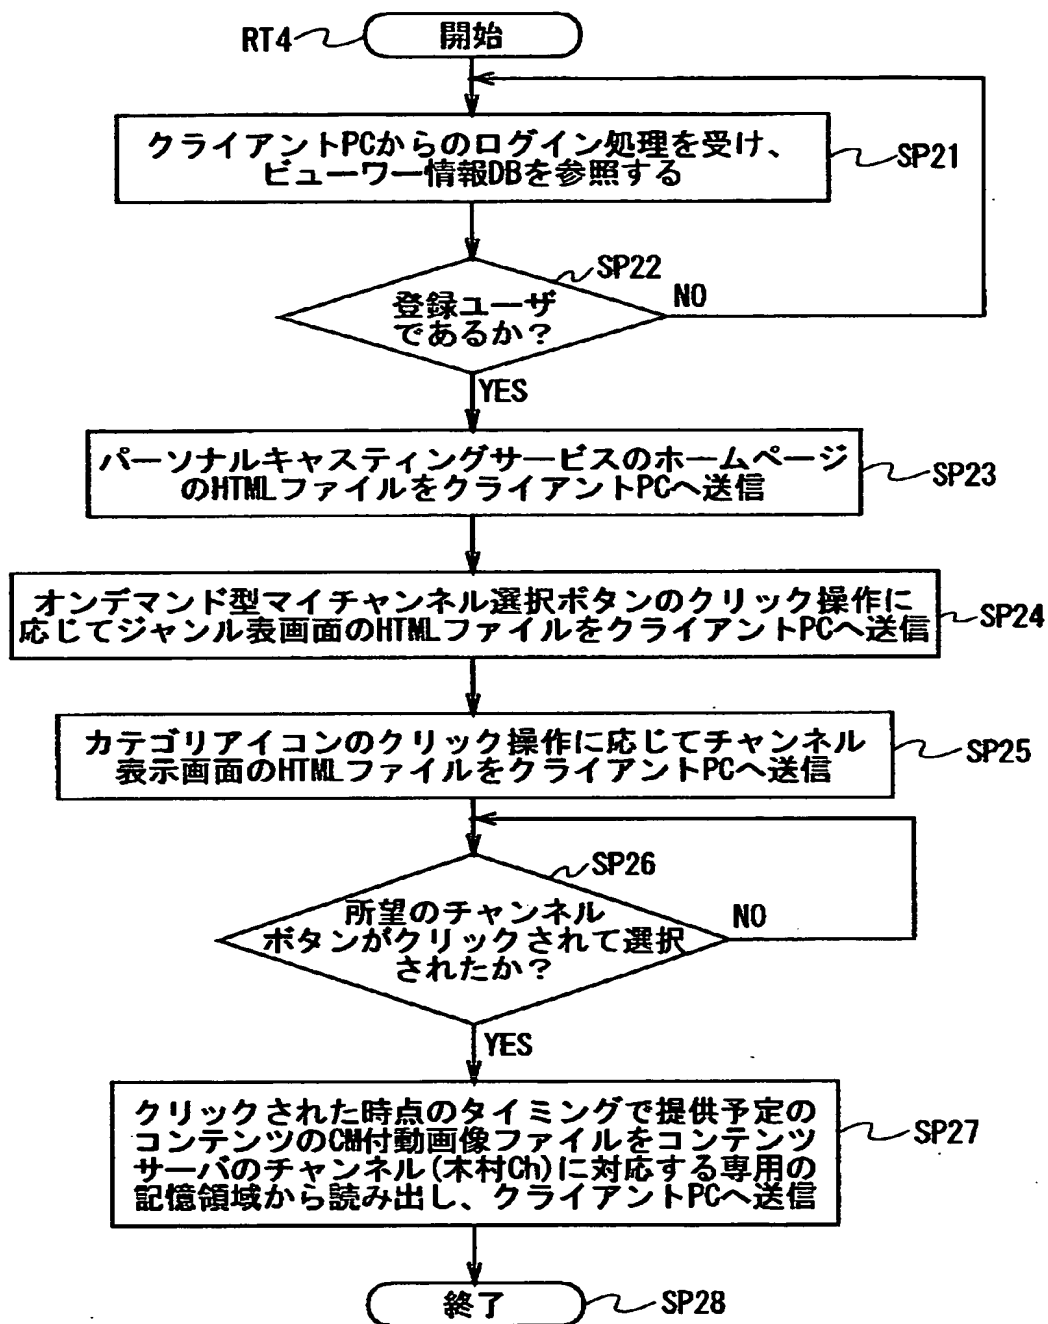 RT4
開始
クライアントPCからのログイン処理を受け、
ビューワー情報DBを参照する
SP21
SP22
登録ユーザ
であるか？
NO
YES
パーソナルキャスティングサービスのホームページ
のHTMLファイルをクライアントPCへ送信
SP23
オンデマンド型マイチャンネル選択ボタンのクリック操作に
応じてジャンル表画面のHTMLファイルをクライアントPCへ送信
SP24
カテゴリアイコンのクリック操作に応じてチャンネル
表示画面のHTMLファイルをクライアントPCへ送信
SP25
SP26
所望のチャンネル
ボタンがクリックされて選択
されたか？
NO
YES
クリックされた時点のタイミングで提供予定の
コンテンツのCM付動画像ファイルをコンテンツ
サーバのチャンネル(木村Ch)に対応する専用の
記憶領域から読み出し、クライアントPCへ送信
SP27
終了
SP28